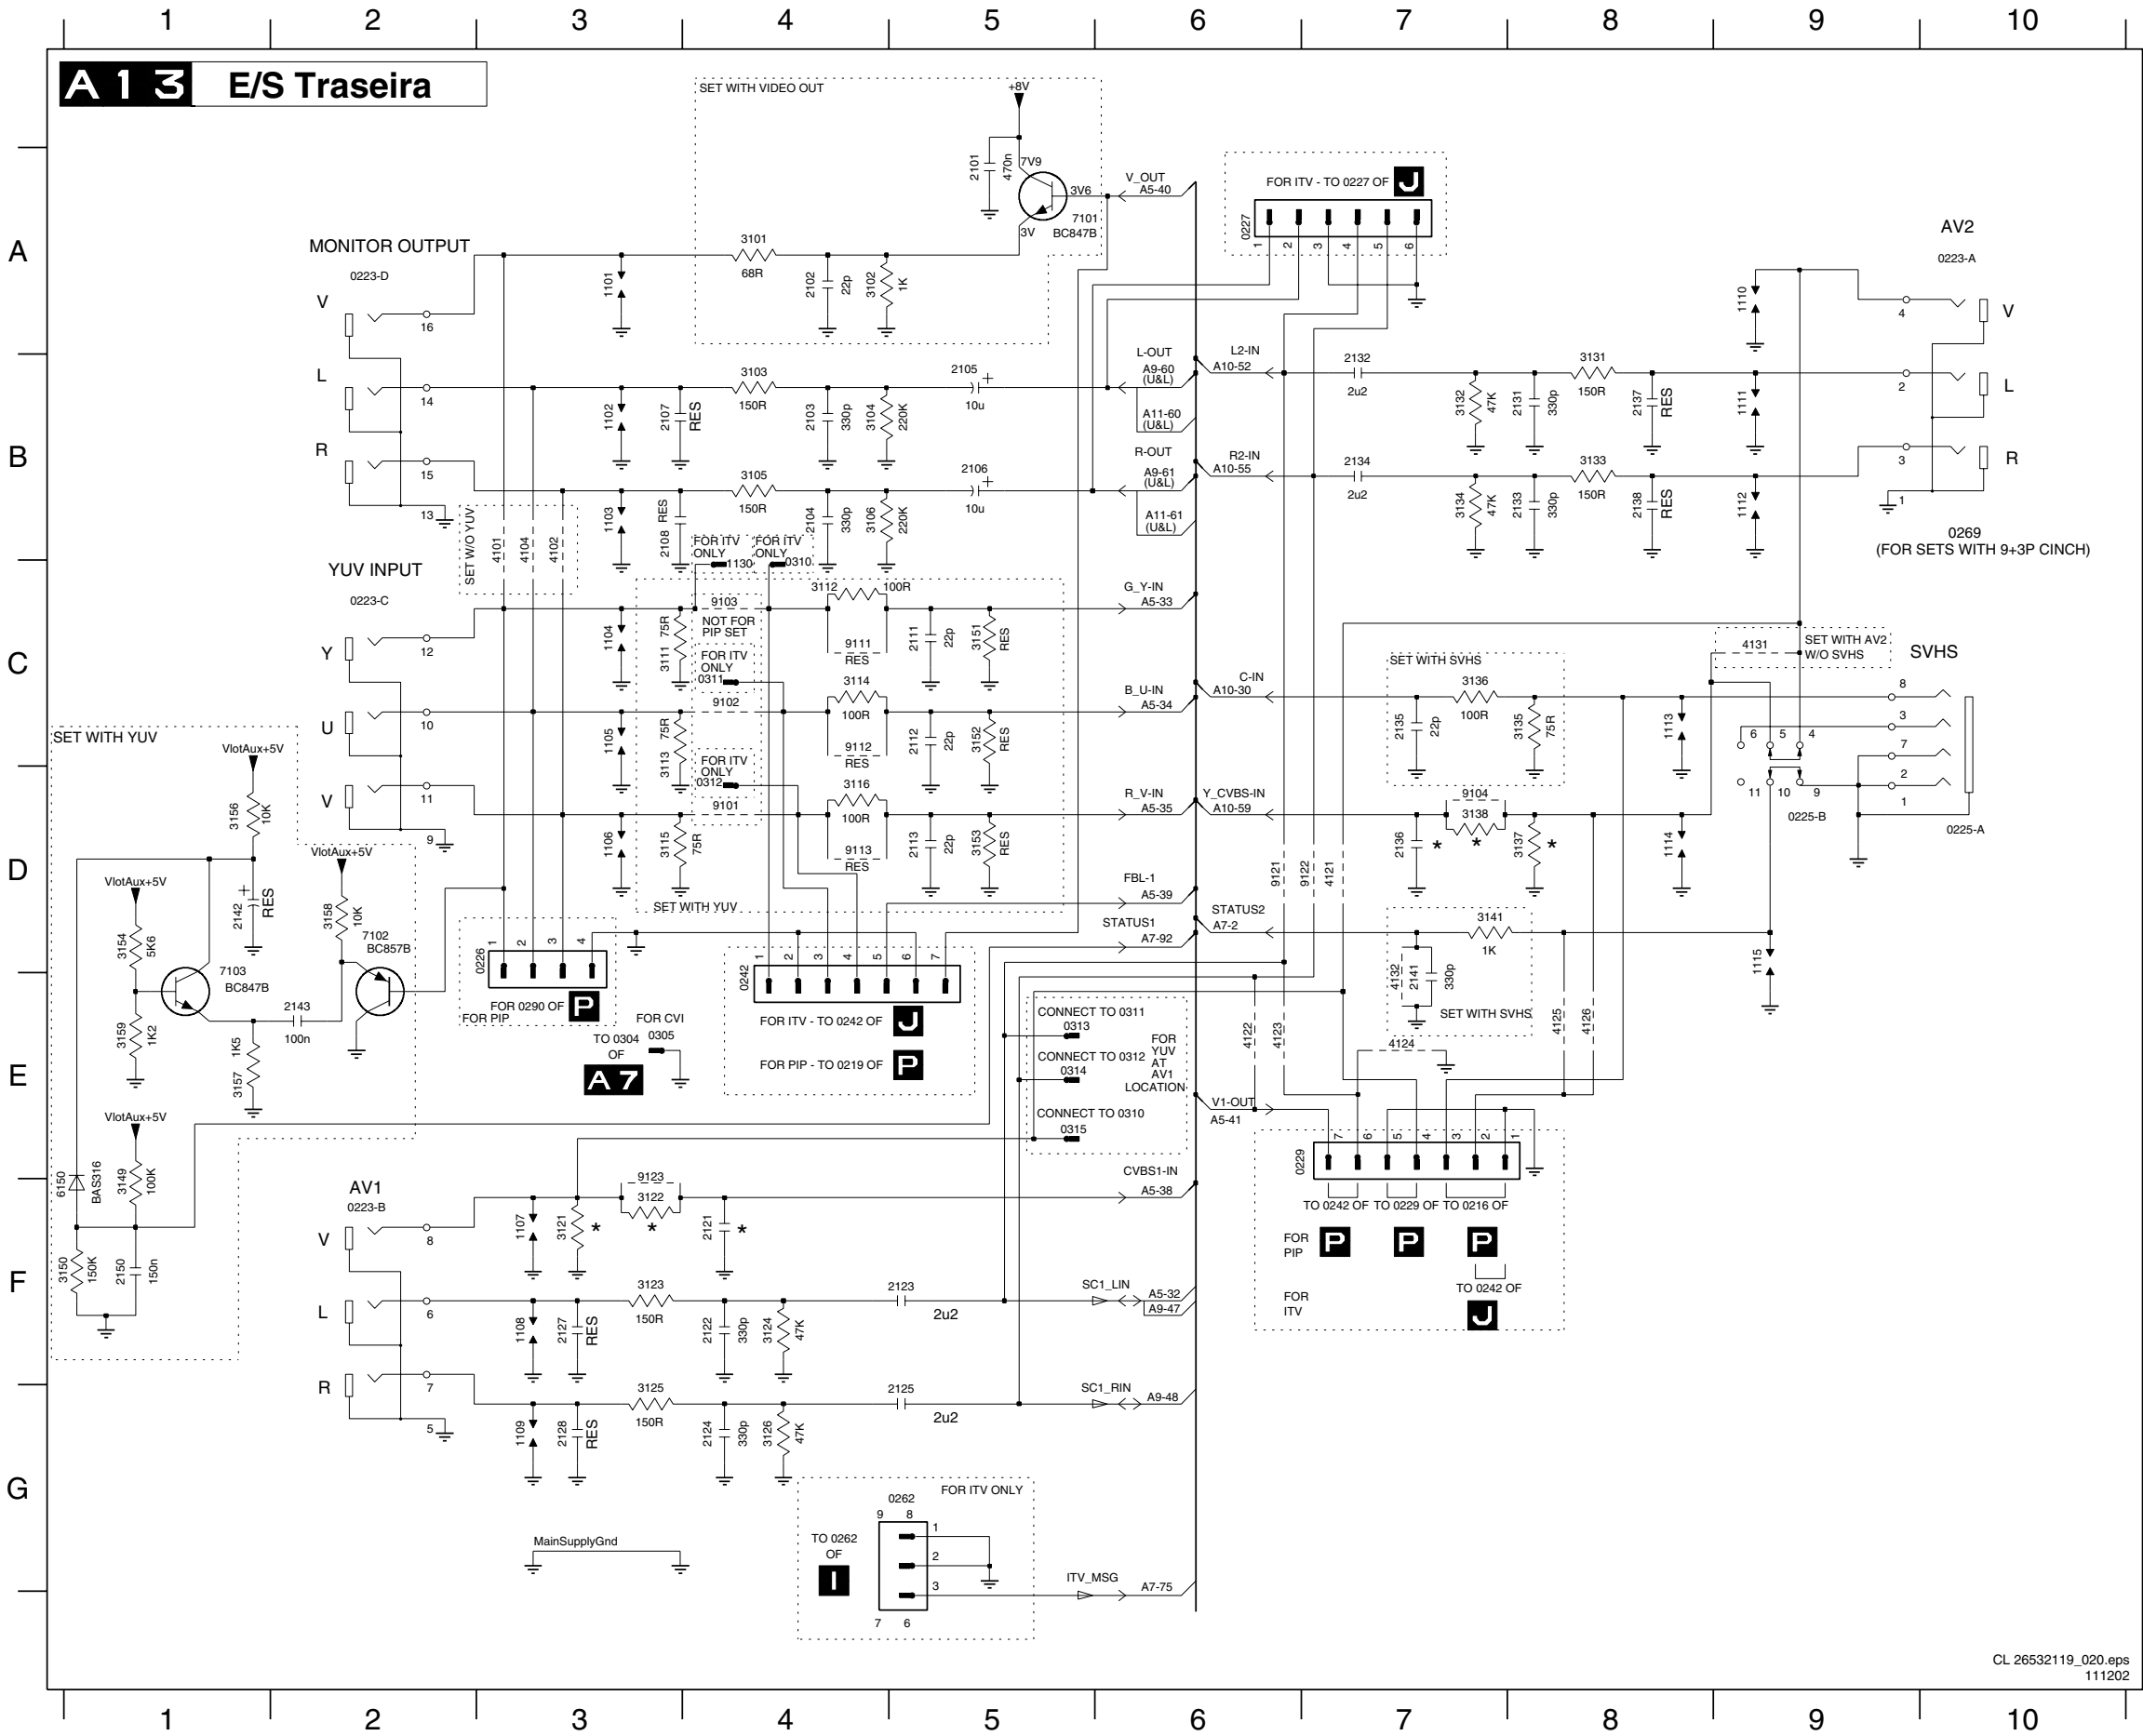 1 2 3 4 5 6 7 8 9 10
A13 E/S Traseira
A
B
C
D
E
F
G
SET WITH VIDEO OUT
+8V
2101
470n
7V9
3V6
7101
BC847B
3V
V_OUT
A5-40
MONITOR OUTPUT
0223-D
V
16
1101
3101
68R
2102
22p
3102
1K
L
14
1102
2107
RES
3103
150R
2103
330p
3104
220K
2105
+
10u
L-OUT
A9-60
(U&L)
A11-60
(U&L)
R
15
13
1103
2108
RES
3105
150R
2104
330p
3106
220K
2106
+
10u
R-OUT
A9-61
(U&L)
A11-61
(U&L)
FOR ITV - TO 0227 OF J
0227
1 2 3 4 5 6
AV2
0223-A
1110
4
V
L2-IN
A10-52
2132
2u2
3132
47K
2131
330p
3131
150R
2137
RES
1111
2
L
R2-IN
A10-55
2134
2u2
3134
47K
2133
330p
3133
150R
2138
RES
1112
3
R
1
0269
(FOR SETS WITH 9+3P CINCH)
SET W/O YUV
4101
4104
4102
FOR ITV
ONLY
1130
FOR ITV
ONLY
0310
YUV INPUT
0223-C
Y
12
1104
3111
75R
9103
NOT FOR
PIP SET
FOR ITV
ONLY
0311
3112
100R
9111
RES
2111
22p
3151
RES
G_Y-IN
A5-33
U
10
1105
3113
75R
9102
FOR ITV
ONLY
0312
3114
100R
9112
RES
2112
22p
3152
RES
B_U-IN
A5-34
V
11
9
1106
3115
75R
9101
3116
100R
9113
RES
2113
22p
3153
RES
R_V-IN
A5-35
SET WITH YUV
FBL-1
A5-39
STATUS1
A7-92
C-IN
A10-30
SET WITH SVHS
2135
22p
3136
100R
3135
75R
1113
4131
SET WITH AV2
W/O SVHS
SVHS
8
3
7
2
1
6 5 4
11 10 9
0225-B
0225-A
Y_CVBS-IN
A10-59
2136
*
9104
3138
*
3137
*
1114
9121
9122
4121
STATUS2
A7-2
3141
1K
4132
2141
330p
SET WITH SVHS
1115
SET WITH YUV
VlotAux+5V
3156
10K
VlotAux+5V
VlotAux+5V
2142
+
RES
3158
10K
3154
5K6
7102
BC857B
7103
BC847B
2143
100n
3159
1K2
3157
1K5
VlotAux+5V
6150
BAS316
3149
100K
3150
150K
2150
150n
0226
1 2 3 4
FOR 0290 OF P
FOR PIP
0242
1 2 3 4 5 6 7
FOR ITV - TO 0242 OF J
FOR PIP - TO 0219 OF P
FOR CVI
0305
TO 0304
OF
A7
CONNECT TO 0311
0313
CONNECT TO 0312
0314
CONNECT TO 0310
0315
FOR
YUV
AT
AV1
LOCATION
4122
4123
4124
4125
4126
V1-OUT
A5-41
0229
7 6 5 4 3 2 1
TO 0242 OF TO 0229 OF TO 0216 OF
FOR
PIP
P P P
TO 0242 OF
FOR
ITV
J
AV1
0223-B
V
8
1107
3121
*
9123
3122
*
2121
*
CVBS1-IN
A5-38
L
6
1108
2127
RES
3123
150R
2122
330p
3124
47K
2123
2u2
SC1_LIN
A5-32
A9-47
R
7
5
1109
2128
RES
3125
150R
2124
330p
3126
47K
2125
2u2
SC1_RIN
A9-48
MainSupplyGnd
FOR ITV ONLY
0262
9 8
1
2
3
7 6
TO 0262
OF
I
ITV_MSG
A7-75
CL 26532119_020.eps
111202
1 2 3 4 5 6 7 8 9 10